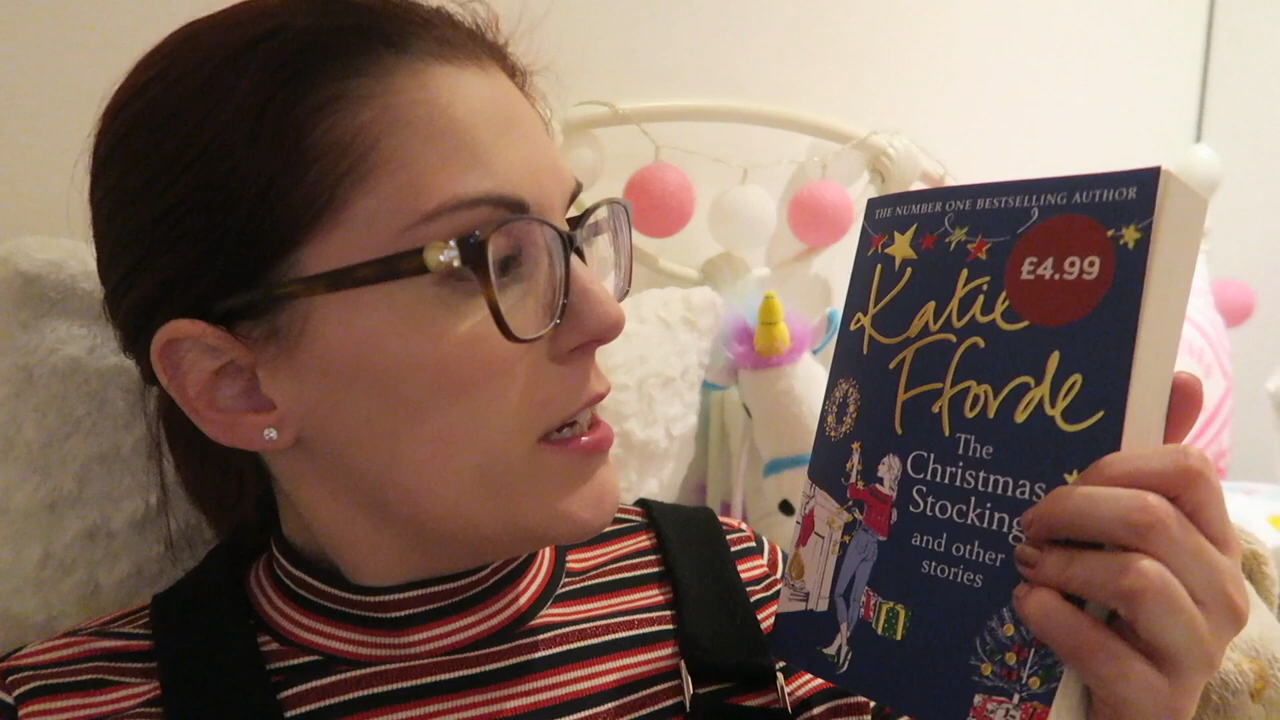 THE NUMBER ONE BESTSELLING AUTHOR
£4.99
Katie
Fforde
The
Christmas
Stocking
and other
stories